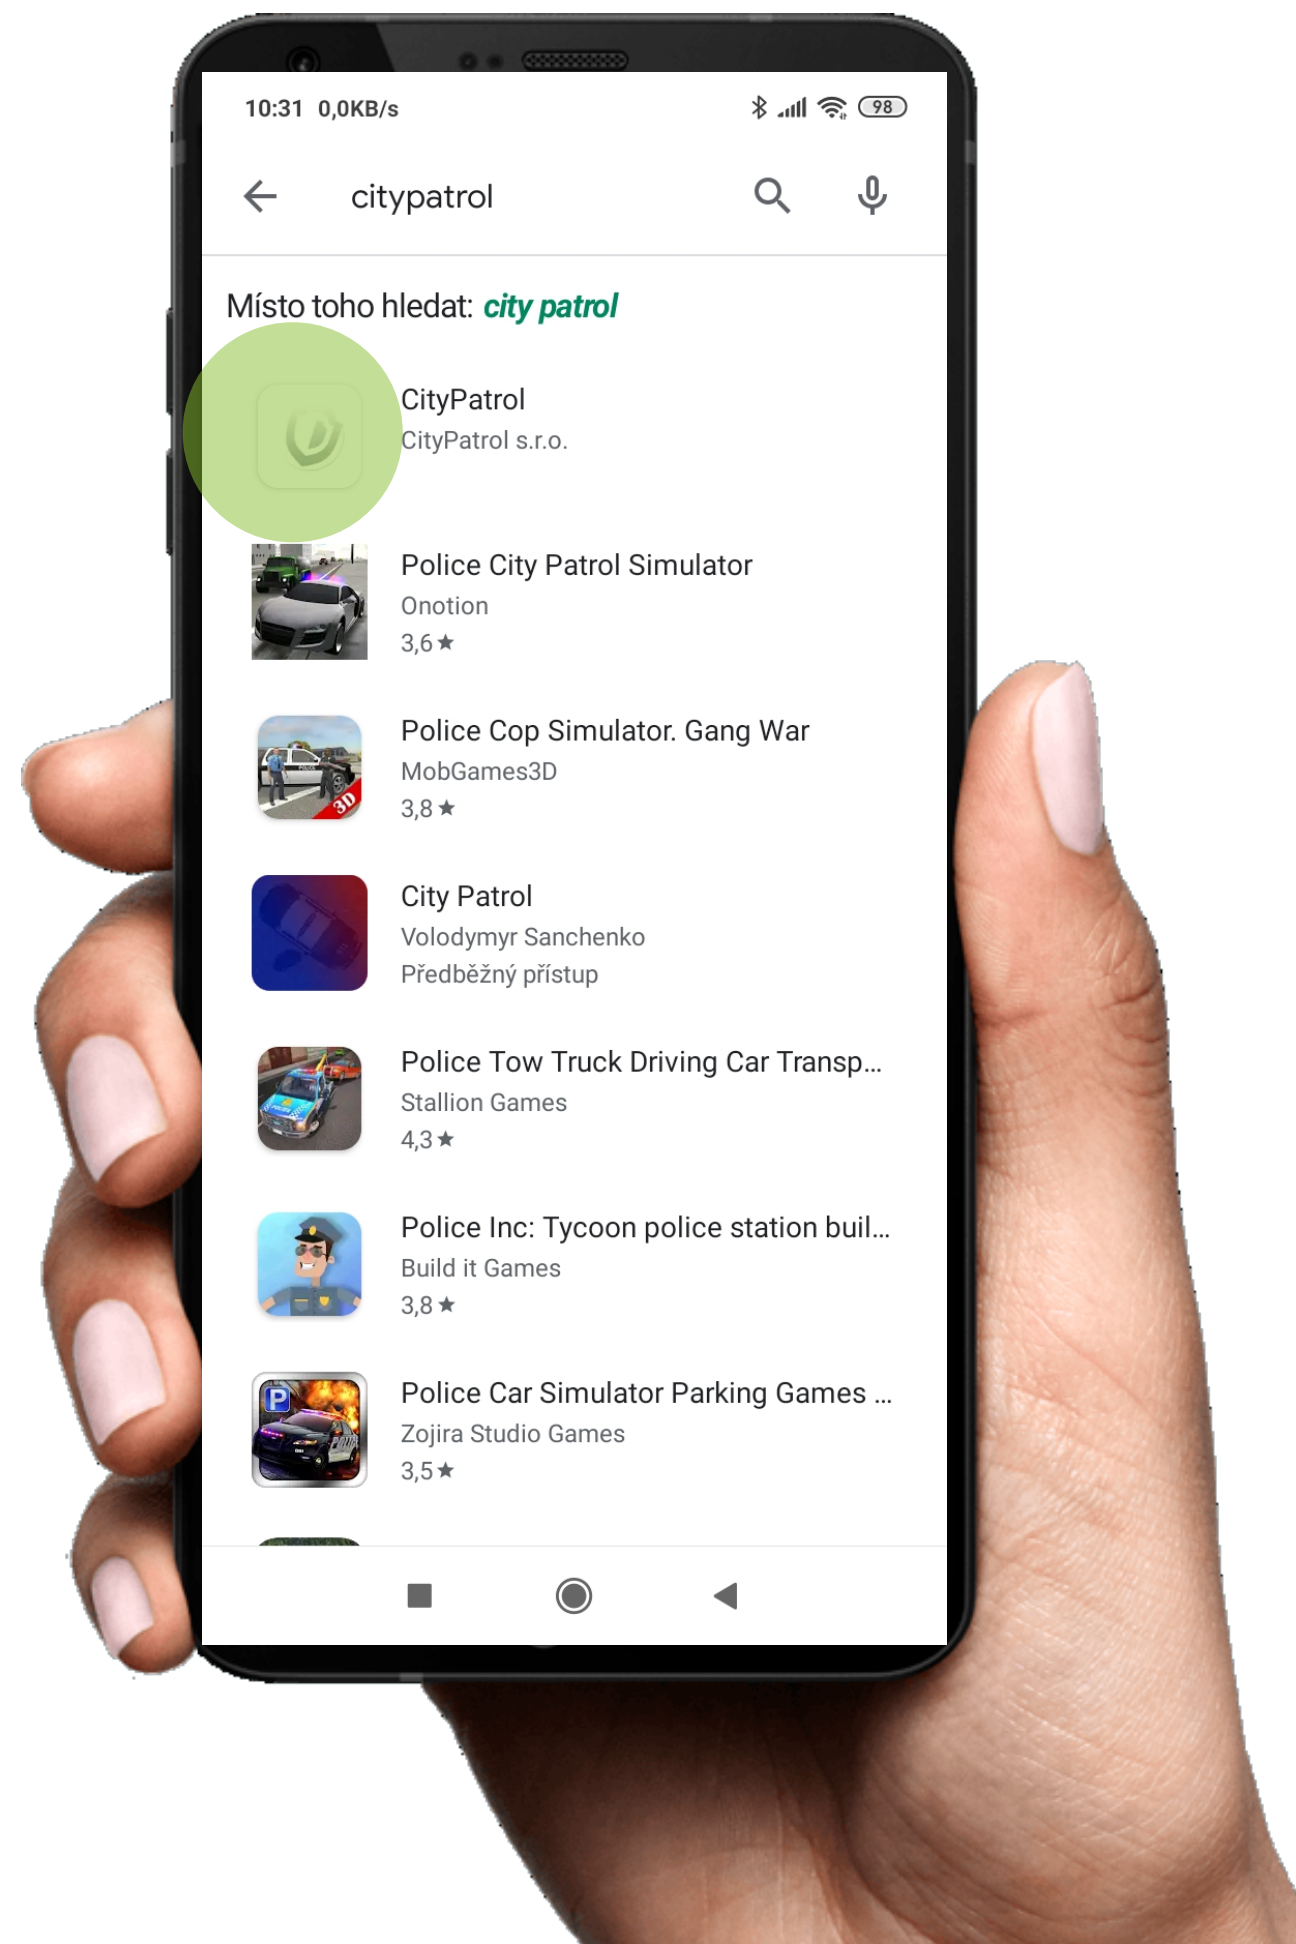 10:31 0,0KB/s 98
citypatrol
Místo toho hledat: city patrol
CityPatrol
CityPatrol s.r.o.
Police City Patrol Simulator
Onotion
3,6 ★
Police Cop Simulator. Gang War
MobGames3D
3,8 ★
3D
City Patrol
Volodymyr Sanchenko
Předběžný přístup
Police Tow Truck Driving Car Transp...
Stallion Games
4,3 ★
Police Inc: Tycoon police station buil...
Build it Games
3,8 ★
Police Car Simulator Parking Games ...
Zojira Studio Games
3,5 ★
P